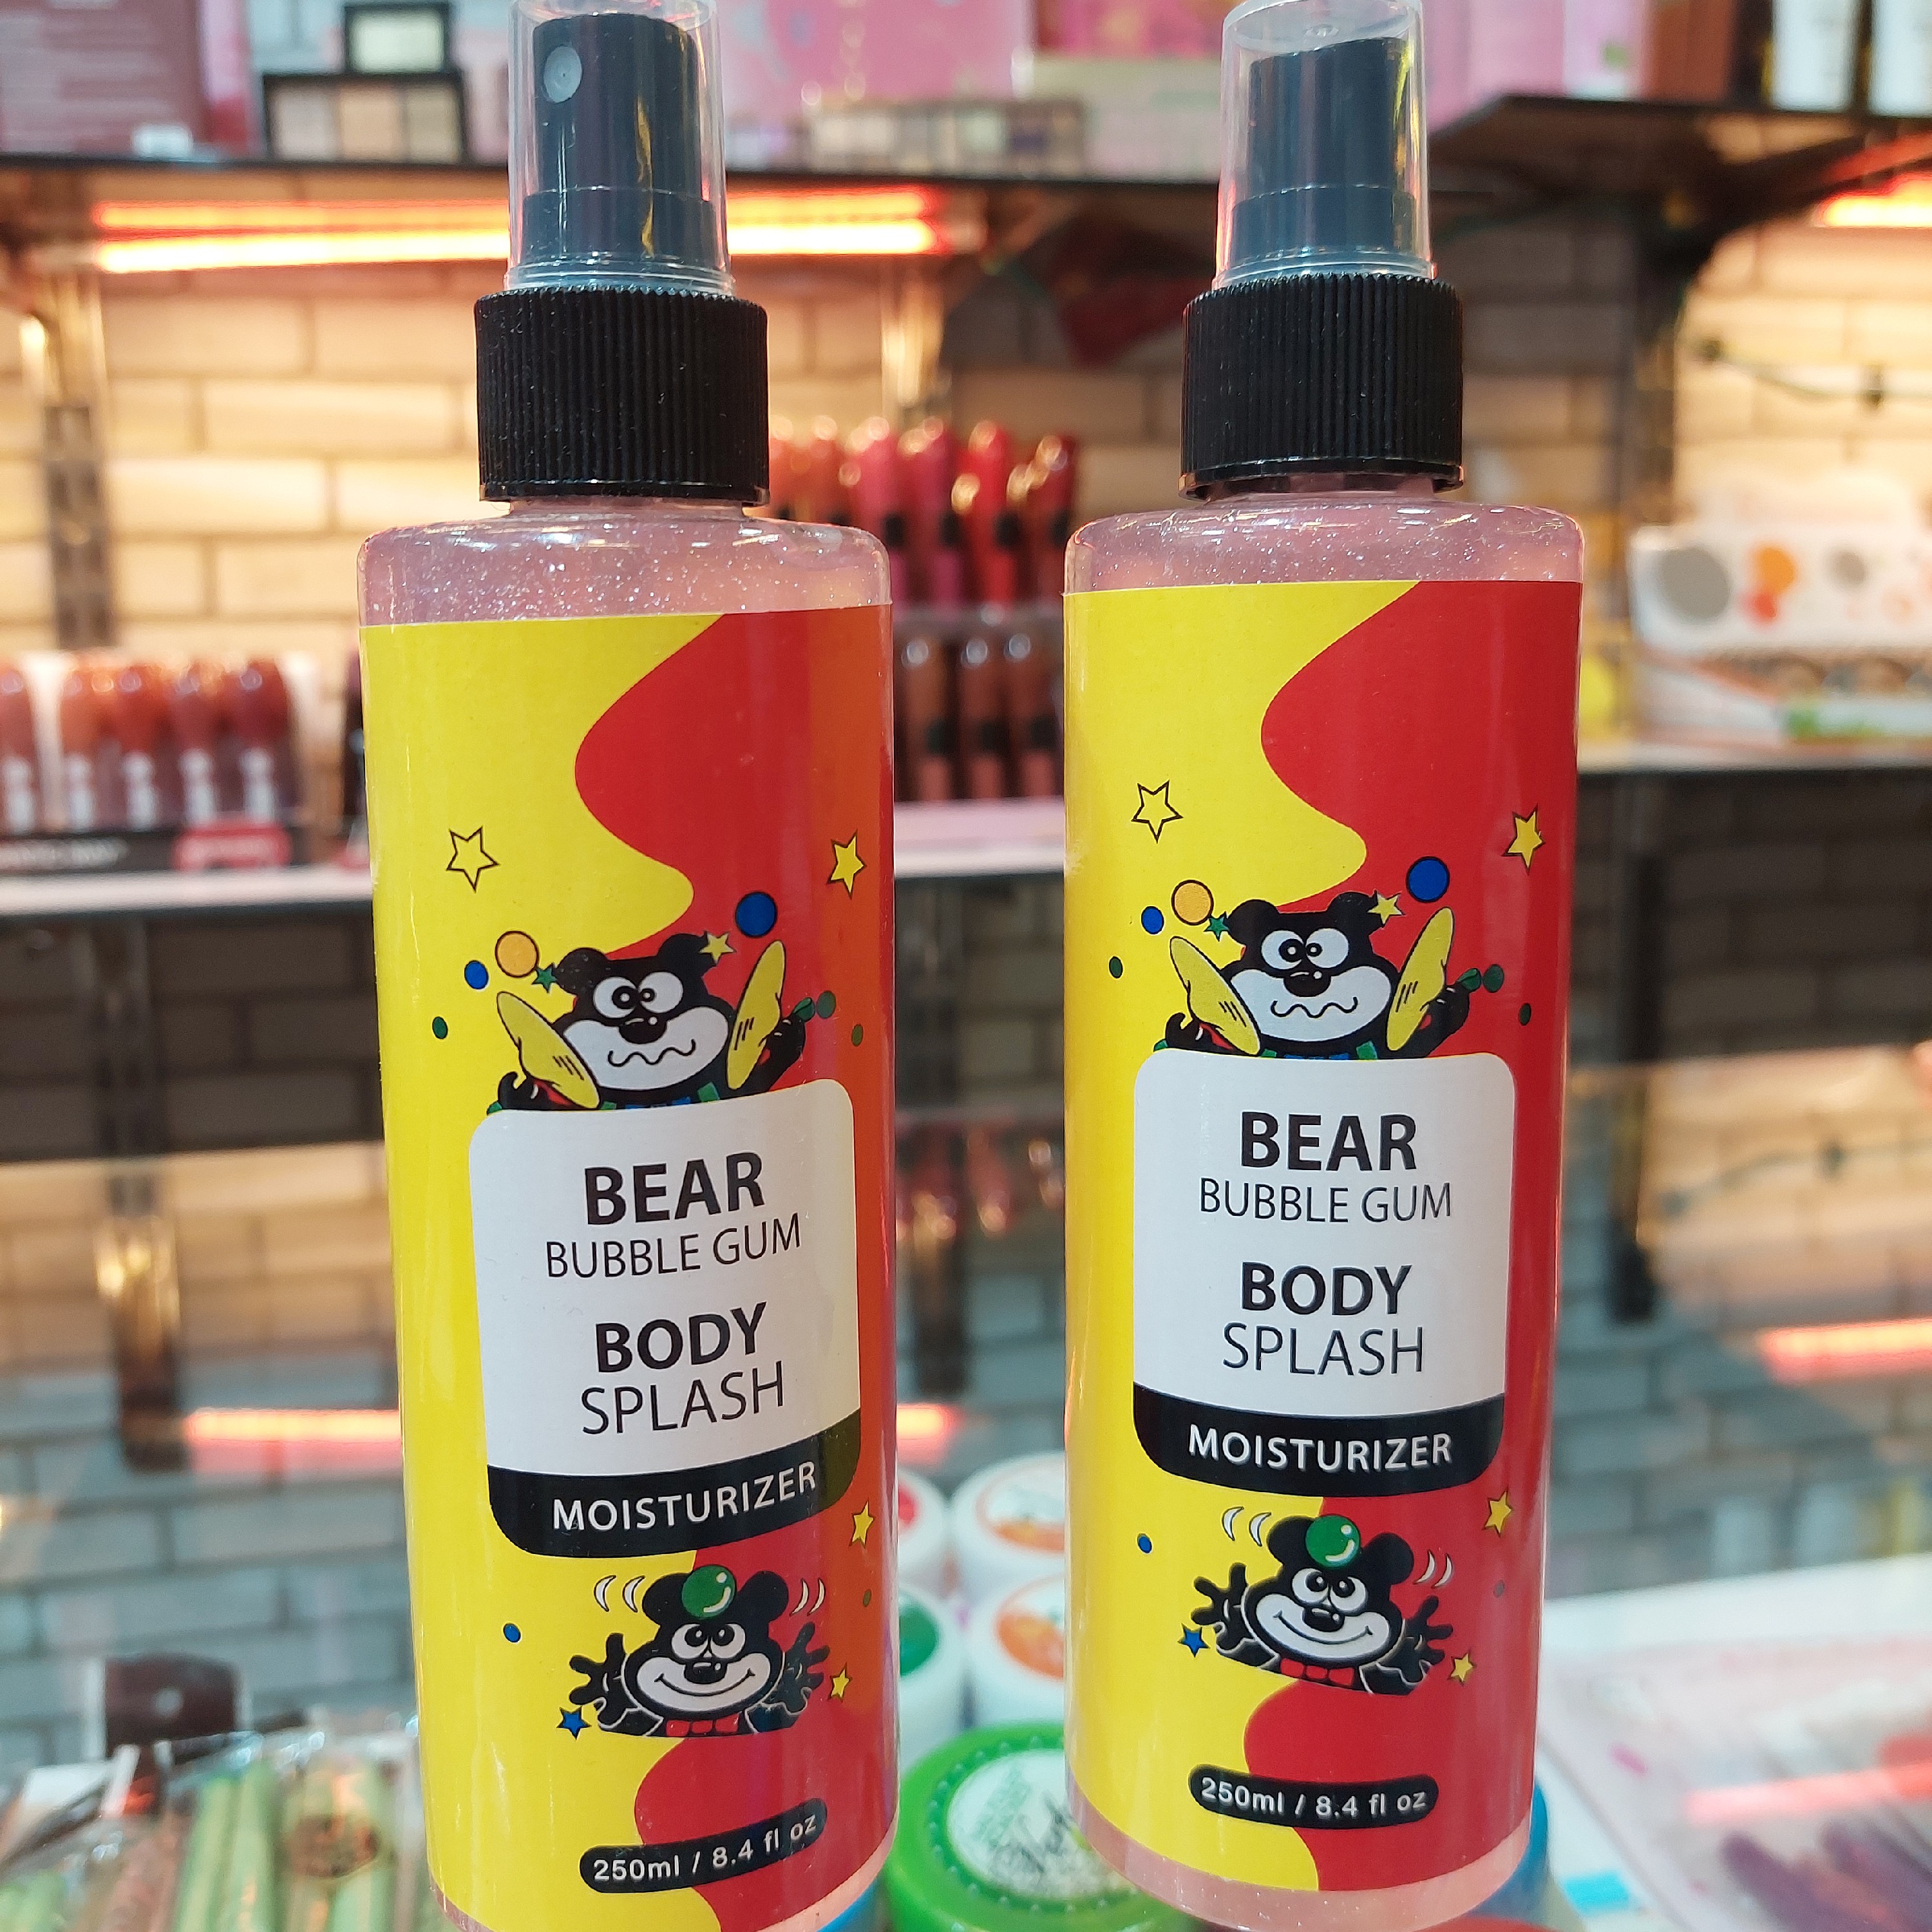 BEAR
BUBBLE GUM
BODY
SPLASH
MOISTURIZER
250ml / 8.4 fl oz
BEAR
BUBBLE GUM
BODY
SPLASH
MOISTURIZER
250ml / 8.4 fl oz